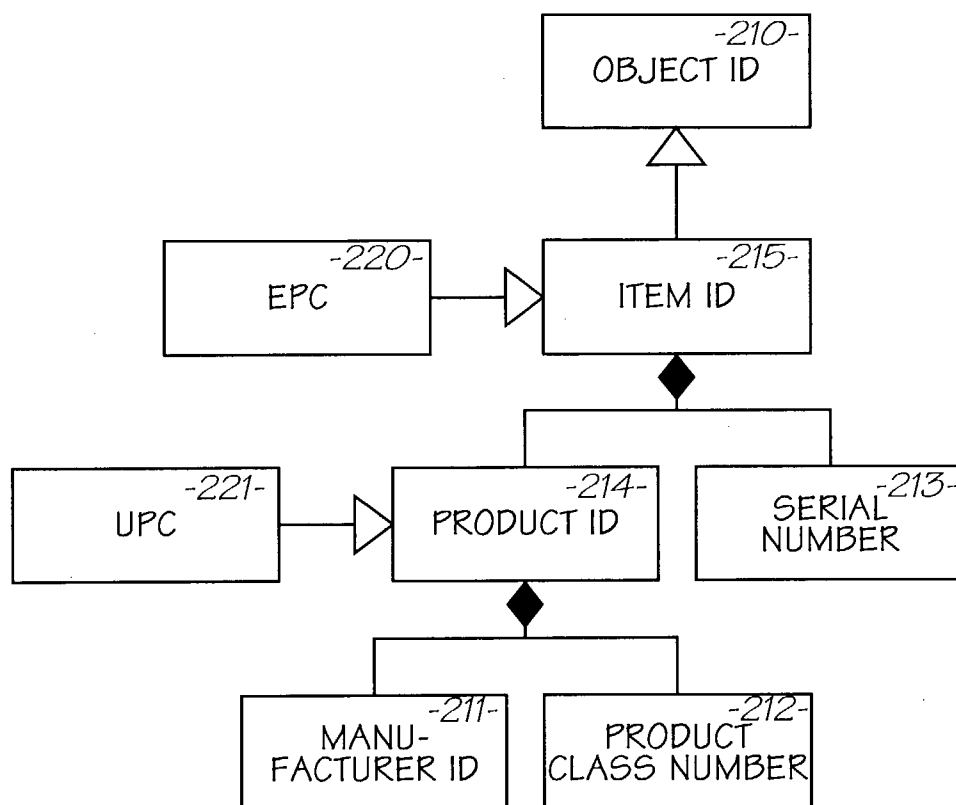 -210-
OBJECT ID
-220-
EPC
-215-
ITEM ID
-221-
UPC
-214-
PRODUCT ID
-213-
SERIAL
NUMBER
-211-
MANU-
FACTURER ID
-212-
PRODUCT
CLASS NUMBER